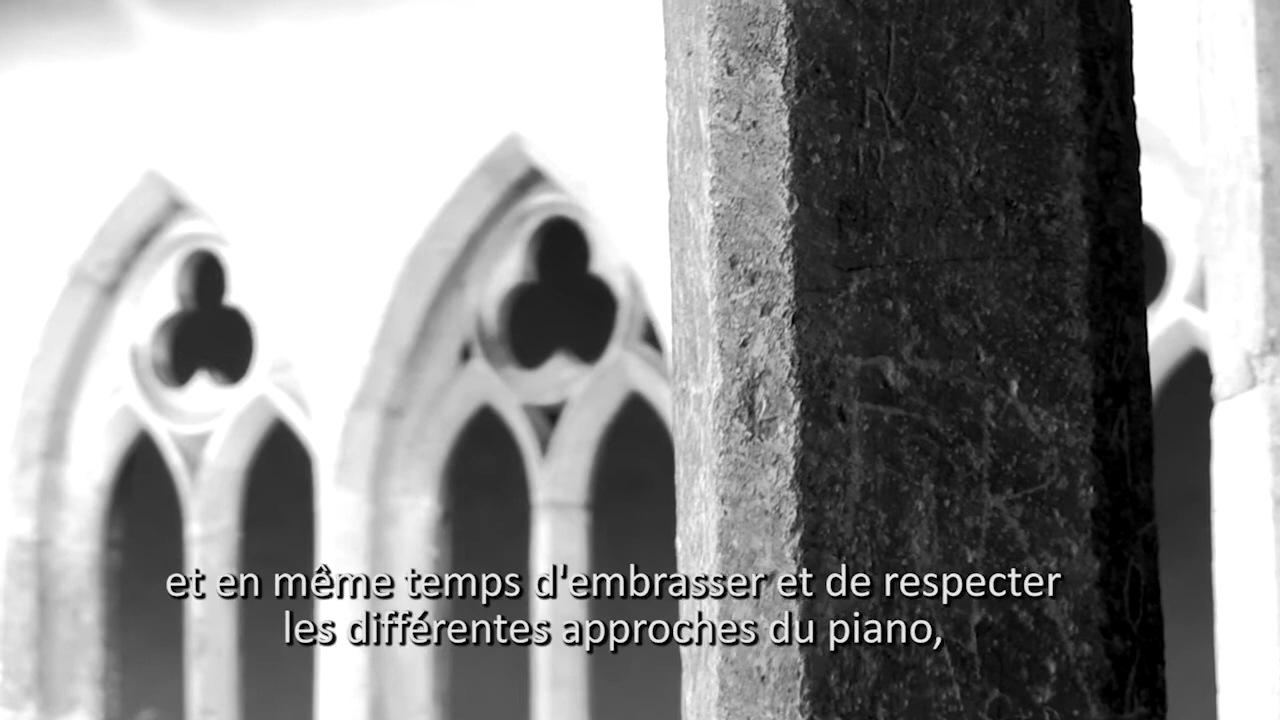 et en même temps d'embrasser et de respecter
les différentes approches du piano,